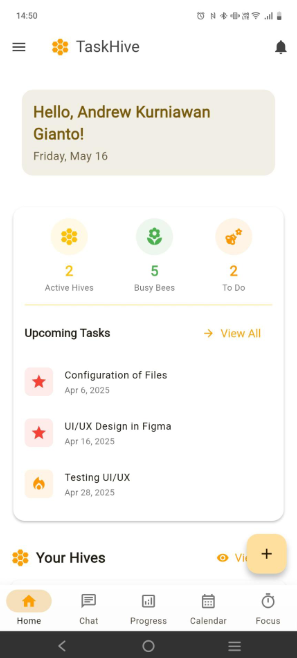 14:50
TaskHive
Hello, Andrew Kurniawan
Gianto!
Friday, May 16
2
5
2
Active Hives
Busy Bees
To Do
Upcoming Tasks
View All
Configuration of Files
Apr 6, 2025
UI/UX Design in Figma
Apr 16, 2025
Testing UI/UX
Apr 28, 2025
Your Hives
Home
Chat
Progress
Calendar
Focus